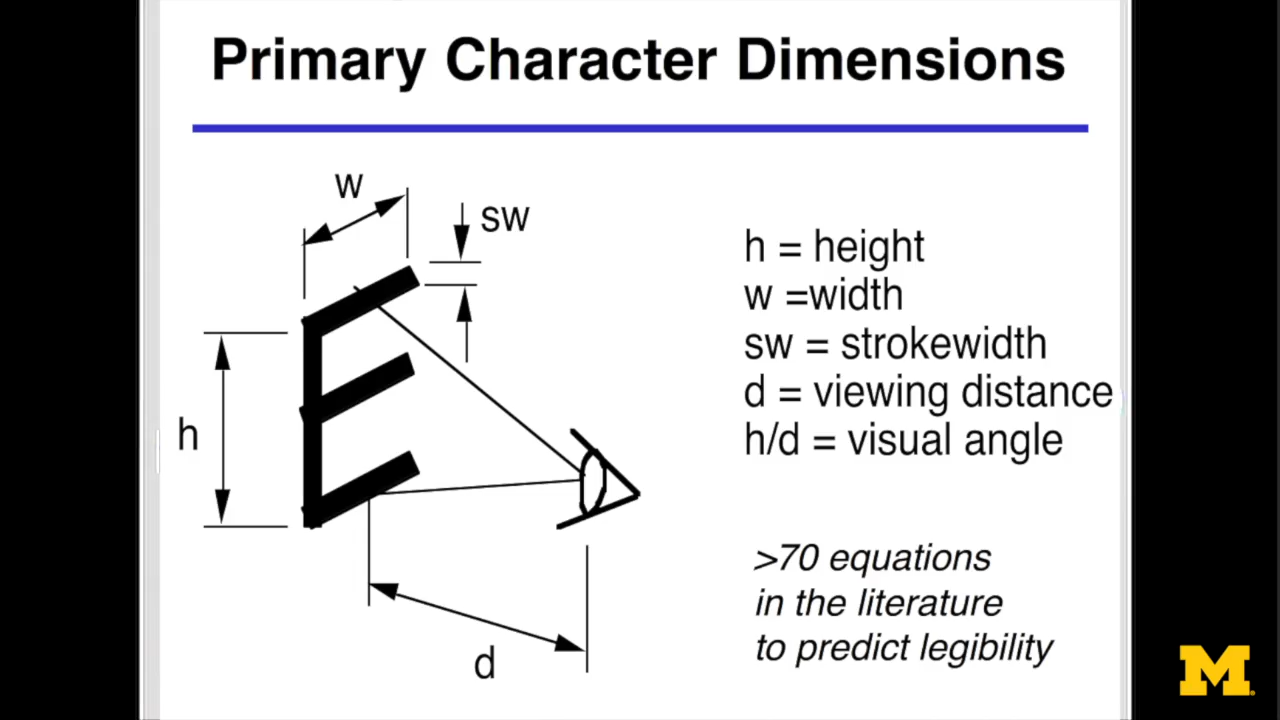 Primary Character Dimensions
w
sw
h
d
h = height
w =width
sw = strokewidth
d = viewing distance
h/d = visual angle
>70 equations
in the literature
to predict legibility
M